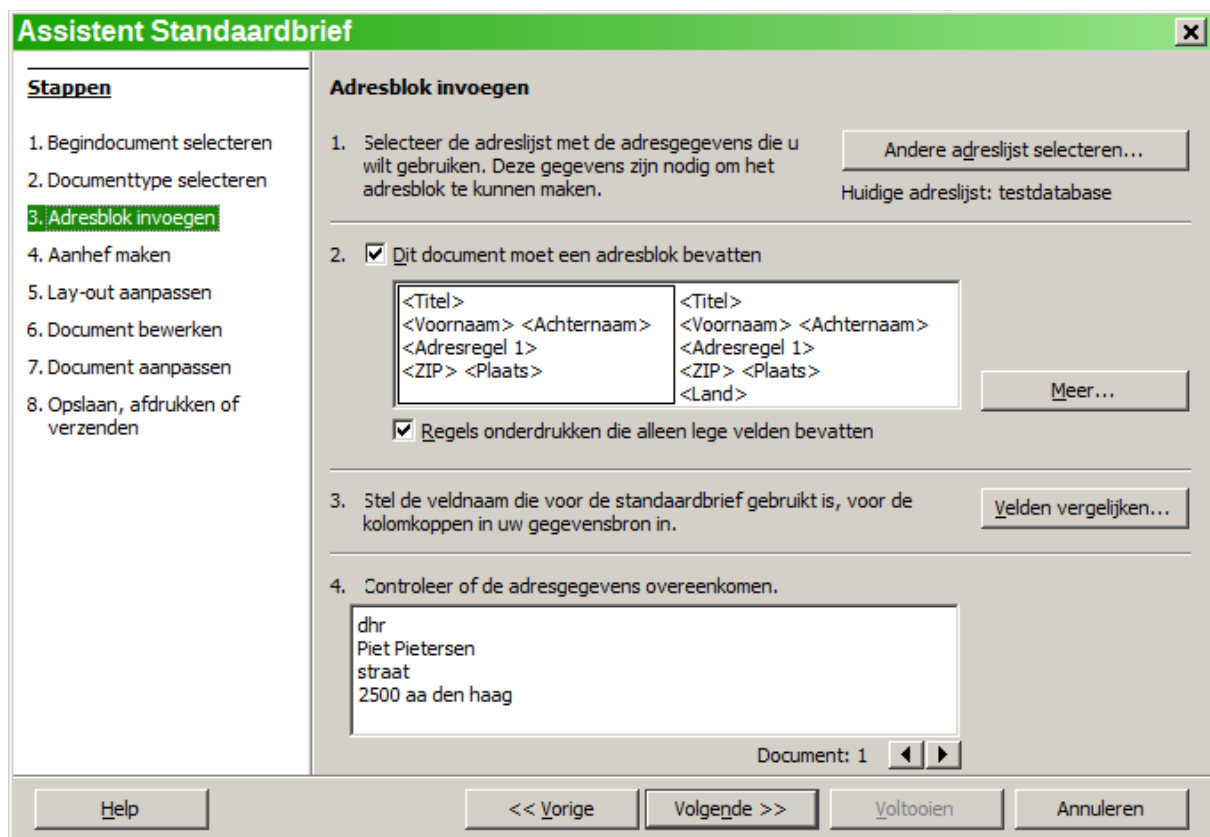 Assistent Standaardbrief
Stappen
1. Begindocument selecteren
2. Documenttype selecteren
3. Adresblok invoegen
4. Aanhef maken
5. Lay-out aanpassen
6. Document bewerken
7. Document aanpassen
8. Opslaan, afdrukken of
verzenden
Adresblok invoegen
1. Selecteer de adreslijst met de adresgegevens die u
wilt gebruiken. Deze gegevens zijn nodig om het
adresblok te kunnen maken.
Andere adreslijst selecteren...
Huidige adreslijst: testdatabase
2. Dit document moet een adresblok bevatten
<Titel>
<Voornaam> <Achternaam>
<Adresregel 1>
<ZIP> <Plaats>
<Titel>
<Voornaam> <Achternaam>
<Adresregel 1>
<ZIP> <Plaats>
<Land>
Meer...
Regels onderdrukken die alleen lege velden bevatten
3. Stel de veldnaam die voor de standaardbrief gebruikt is, voor de
kolomkoppen in uw gegevensbron in.
Velden vergelijken...
4. Controleer of de adresgegevens overeenkomen.
dhr
Piet Pietersen
straat
2500 aa den haag
Document: 1
Help
<< Vorige
Volgende >>
Voltooien
Annuleren